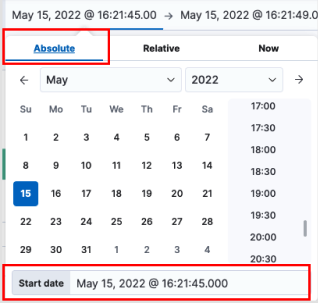 May 15, 2022 @ 16:21:45.00 → May 15, 2022 @ 16:21:49.0
Absolute Relative Now
← May 2022 →
Su Mo Tu We Th Fr Sa
1 2 3 4 5 6 7
8 9 10 11 12 13 14
15 16 17 18 19 20 21
22 23 24 25 26 27 28
29 30 31 1 2 3 4
17:00
17:30
18:00
18:30
19:00
19:30
20:00
20:30
Start date May 15, 2022 @ 16:21:45.000